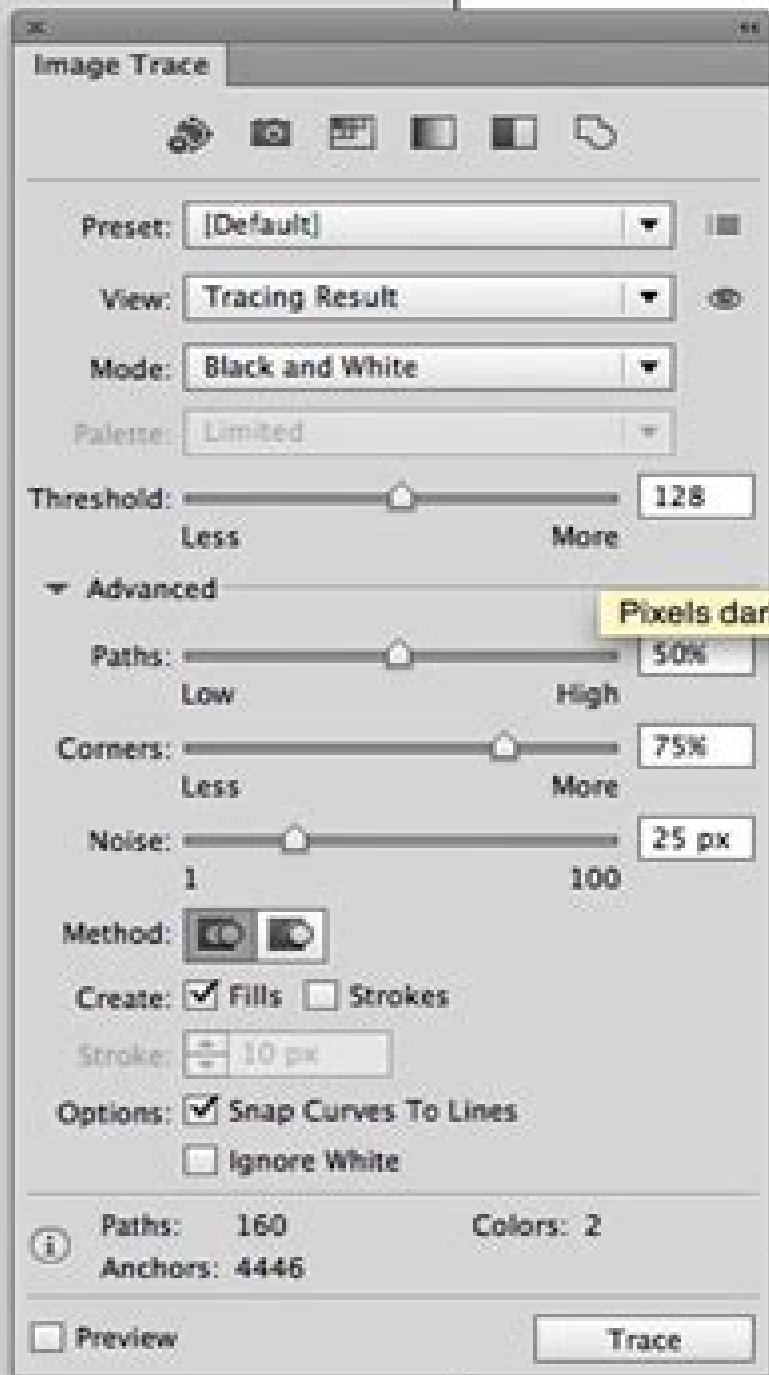 Image Trace
Preset: [Default]
View: Tracing Result
Mode: Black and White
Palette: Limited
Threshold: 128
Less More
Advanced
Pixels dar
Paths: 50%
Low High
Corners: 75%
Less More
Noise: 25 px
1 100
Method:
Create: Fills Strokes
Stroke: 10 px
Options: Snap Curves To Lines
Ignore White
Paths: 160 Colors: 2
Anchors: 4446
Preview Trace